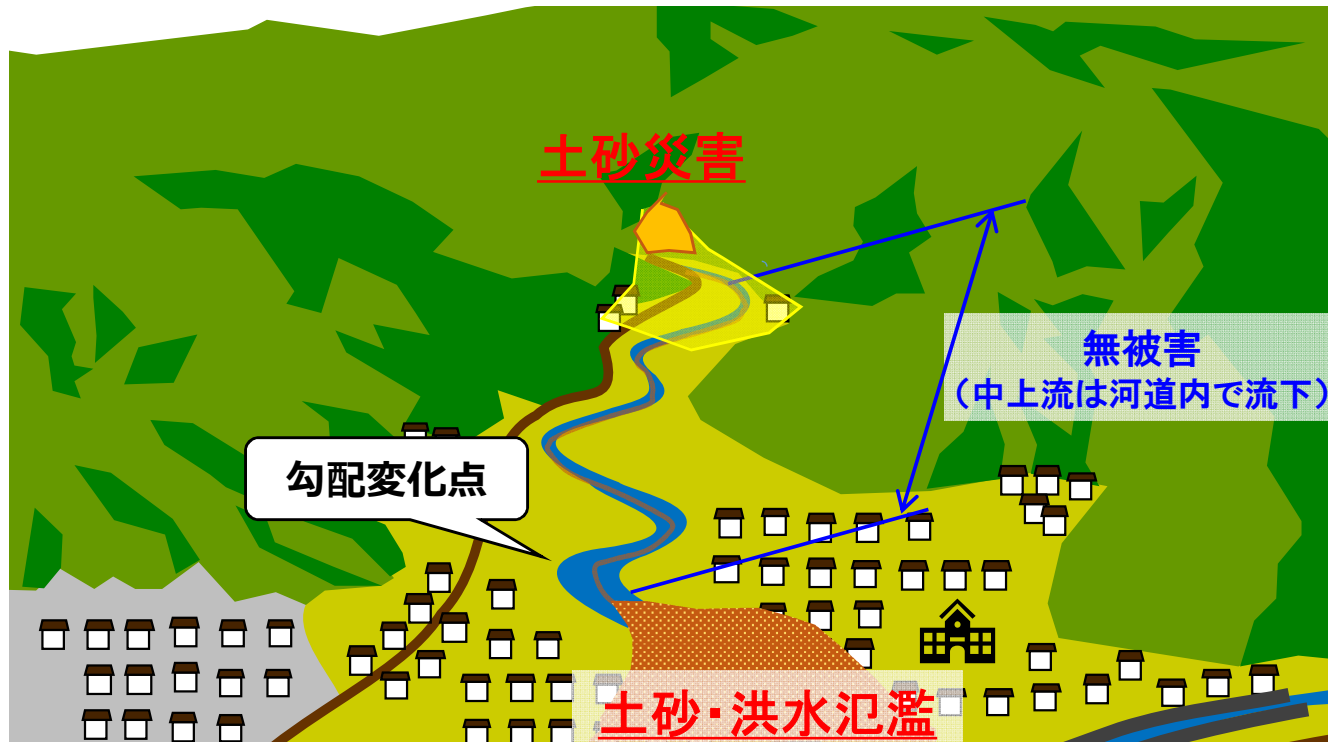 土砂災害
無被害
（中上流は河道内で流下）
勾配変化点
土砂・洪水氾濫